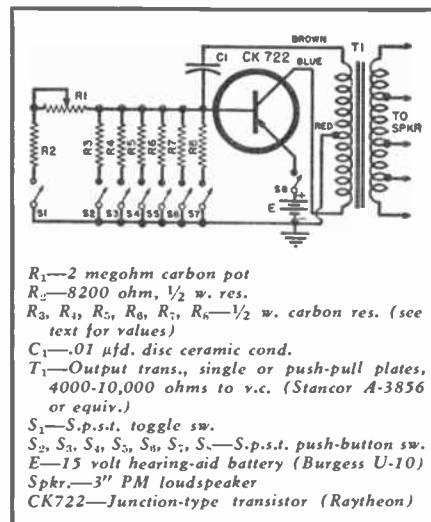 BROWN
T1
C1
CK 722
BLUE
R1
RED
TO
SPKR
R2
R3
R4
R5
R6
R7
R8
S8
+
E
S1
S2
S3
S4
S5
S6
S7
R₁—2 megohm carbon pot
R₂—8200 ohm, ½ w. res.
R₃, R₄, R₅, R₆, R₇, R₈—½ w. carbon res. (see
text for values)
C₁—.01 μfd. disc ceramic cond.
T₁—Output trans., single or push-pull plates,
4000-10,000 ohms to v.c. (Stancor A-3856
or equiv.)
S₁—S.p.s.t. toggle sw.
S₂, S₃, S₄, S₅, S₆, S₇, S₈—S.p.s.t. push-button sw.
E—15 volt hearing-aid battery (Burgess U-10)
Spkr.—3" PM loudspeaker
CK722—Junction-type transistor (Raytheon)